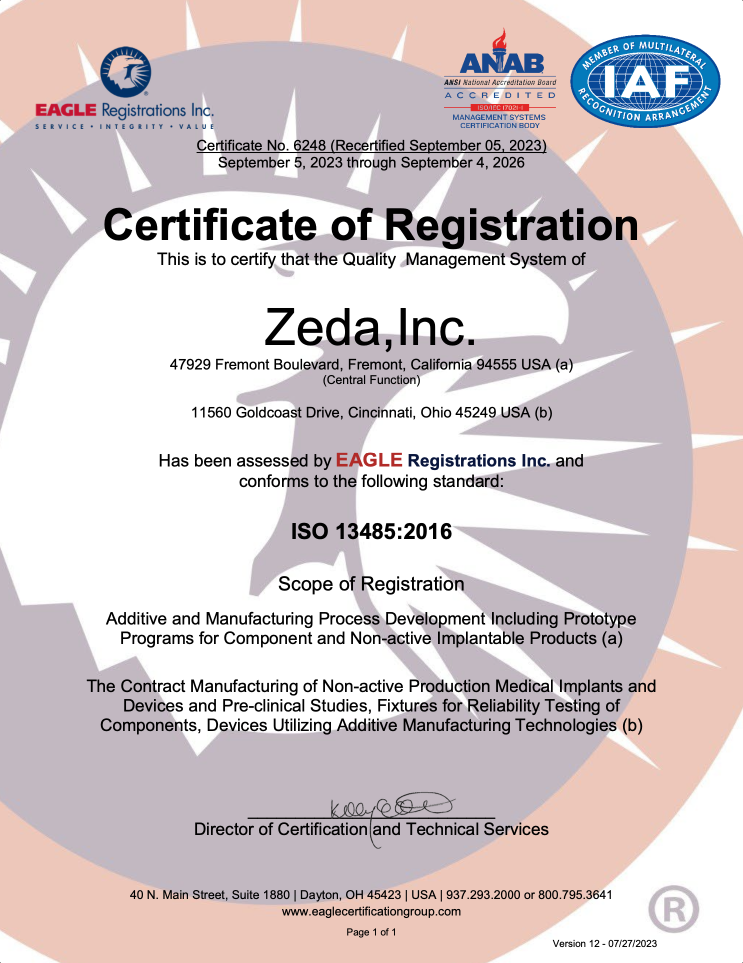 EAGLE Registrations Inc.
SERVICE • INTEGRITY • VALUE
ANAB
ANSI National Accreditation Board
ACCREDITED
ISO/IEC 17021-1
MANAGEMENT SYSTEMS
CERTIFICATION BODY
MEMBER OF MULTILATERAL
IAF
RECOGNITION ARRANGEMENT
Certificate No. 6248 (Recertified September 05, 2023)
September 5, 2023 through September 4, 2026
Certificate of Registration
This is to certify that the Quality  Management System of
Zeda,Inc.
47929 Fremont Boulevard, Fremont, California 94555 USA (a)
(Central Function)
11560 Goldcoast Drive, Cincinnati, Ohio 45249 USA (b)
Has been assessed by EAGLE Registrations Inc. and
conforms to the following standard:
ISO 13485:2016
Scope of Registration
Additive and Manufacturing Process Development Including Prototype
Programs for Component and Non-active Implantable Products (a)
The Contract Manufacturing of Non-active Production Medical Implants and
Devices and Pre-clinical Studies, Fixtures for Reliability Testing of
Components, Devices Utilizing Additive Manufacturing Technologies (b)
Director of Certification and Technical Services
40 N. Main Street, Suite 1880 | Dayton, OH 45423 | USA | 937.293.2000 or 800.795.3641
www.eaglecertificationgroup.com
®
Page 1 of 1
Version 12 - 07/27/2023